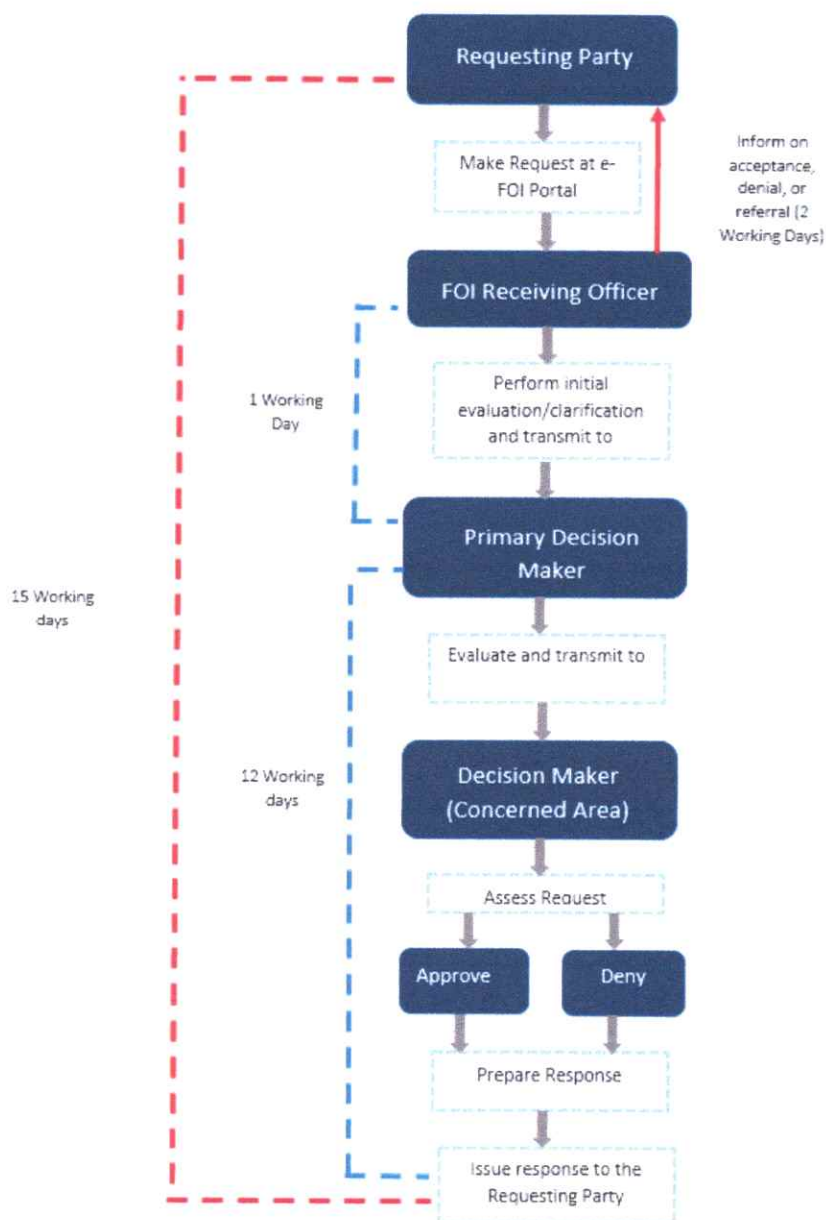 Requesting Party
Make Request at e-
FOI Portal
Inform on
acceptance,
denial, or
referral (2
Working Days)
FOI Receiving Officer
1 Working
Day
Perform initial
evaluation/clarification
and transmit to
Primary Decision
Maker
15 Working
days
Evaluate and transmit to
12 Working
days
Decision Maker
(Concerned Area)
Assess Request
Approve
Deny
Prepare Response
Issue response to the
Requesting Party